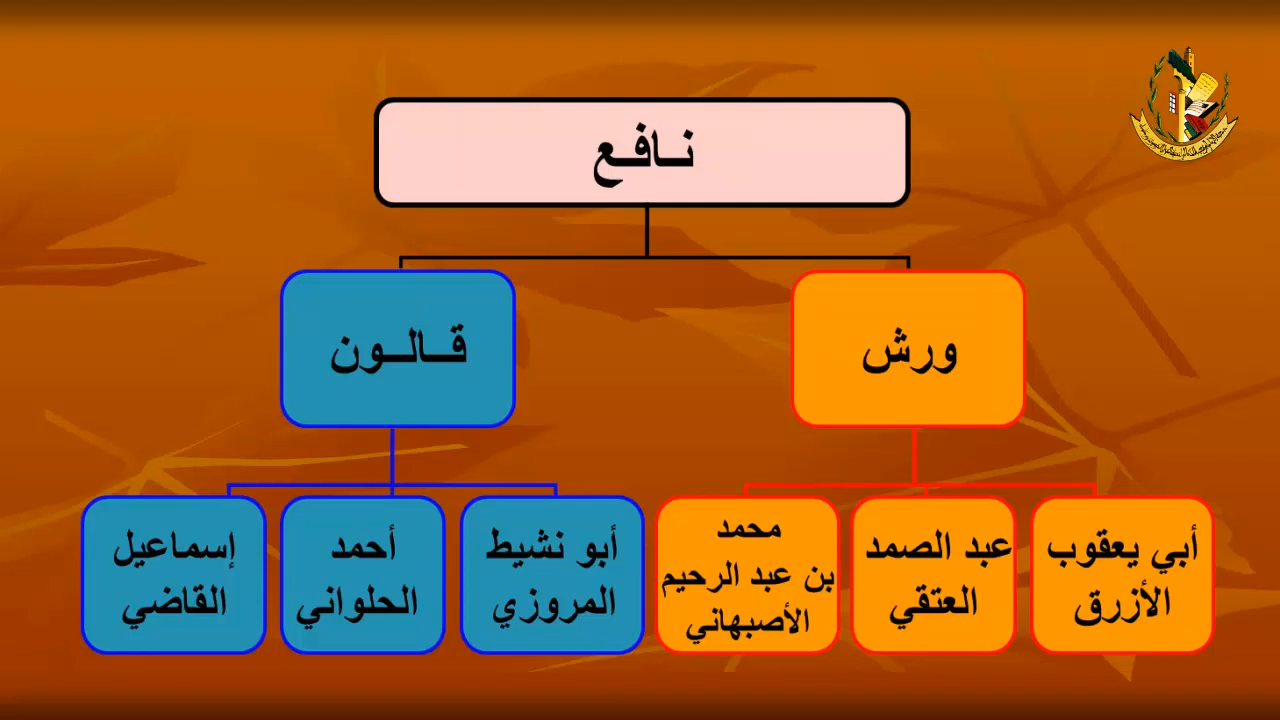 نـافـع
ورش
قـالـون
أبي يعقوب
الأزرق
عبد الصمد
العتقي
محمد
بن عبد الرحيم
الأصبهاني
أبو نشيط
المروزي
أحمد
الحلواني
إسماعيل
القاضي